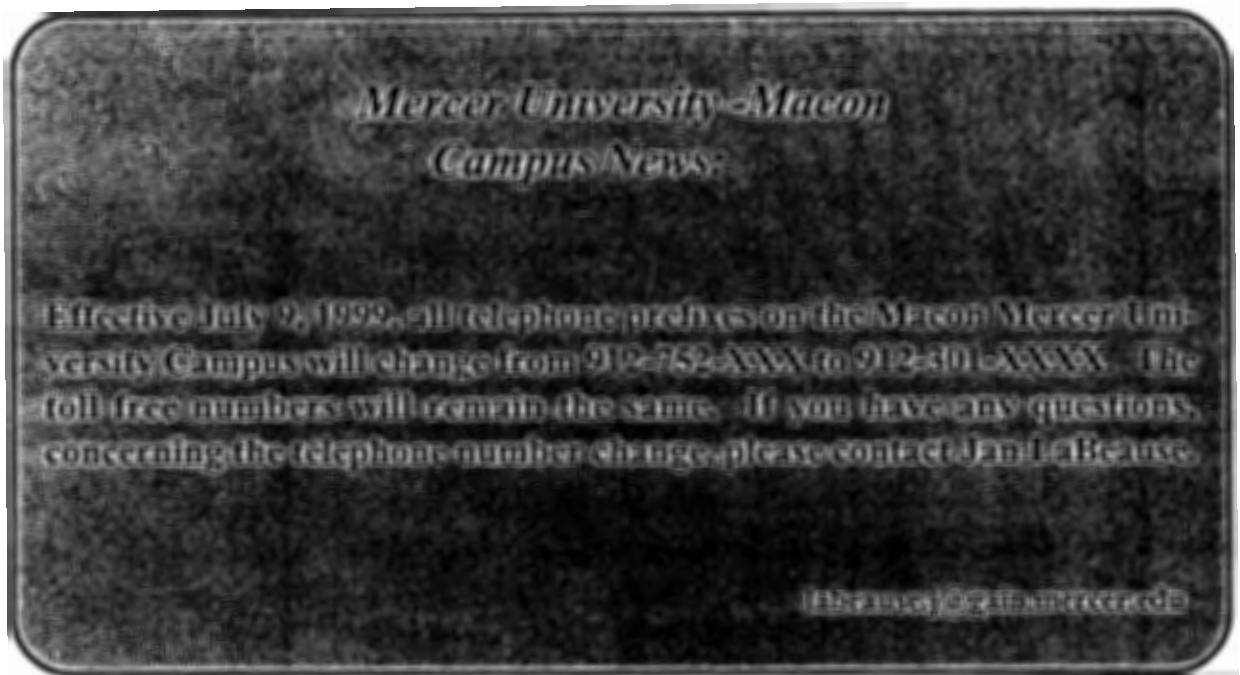 Mercer University -Macon
Campus News:
Effective July 9, 1999, all telephone prefixes on the Macon Mercer Uni-
versity Campus will change from 912-752-XXX to 912-301-XXXX. The
toll free numbers will remain the same. If you have any questions,
concerning the telephone number change, please contact Jan LaBeause.